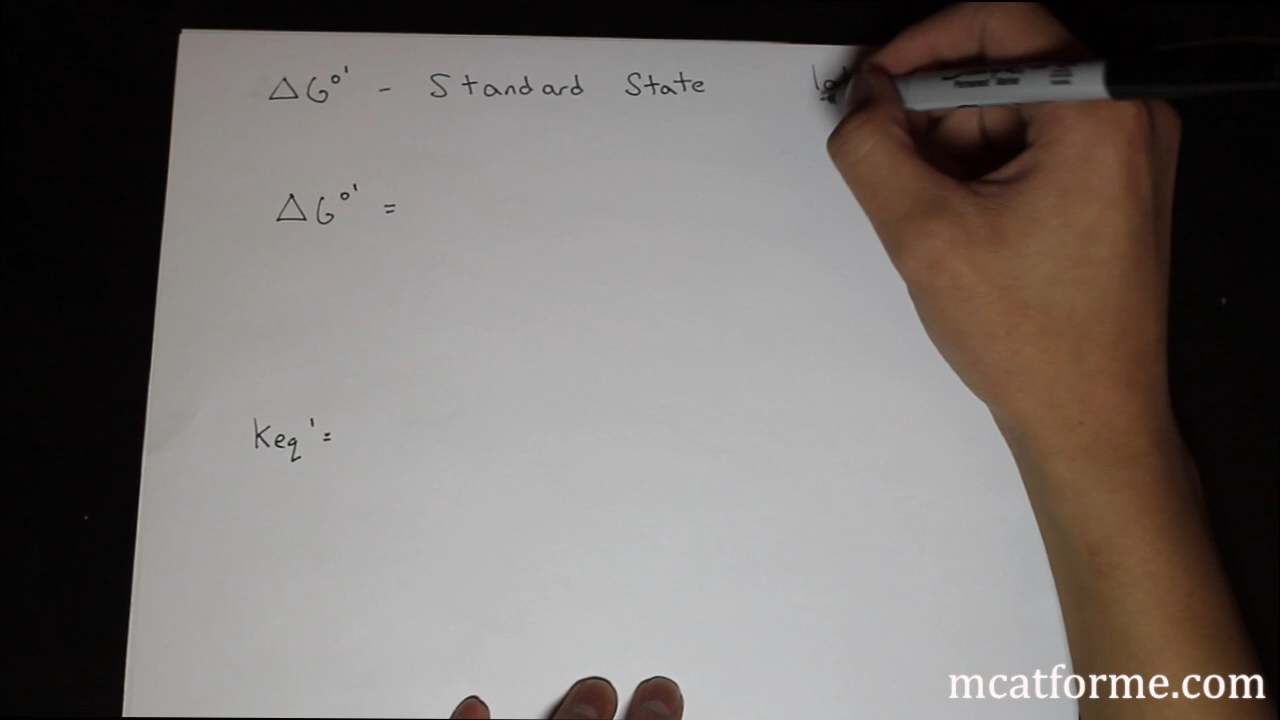 ΔG°' - Standard State
ΔG°' =
Keq' =
mcatforme.com